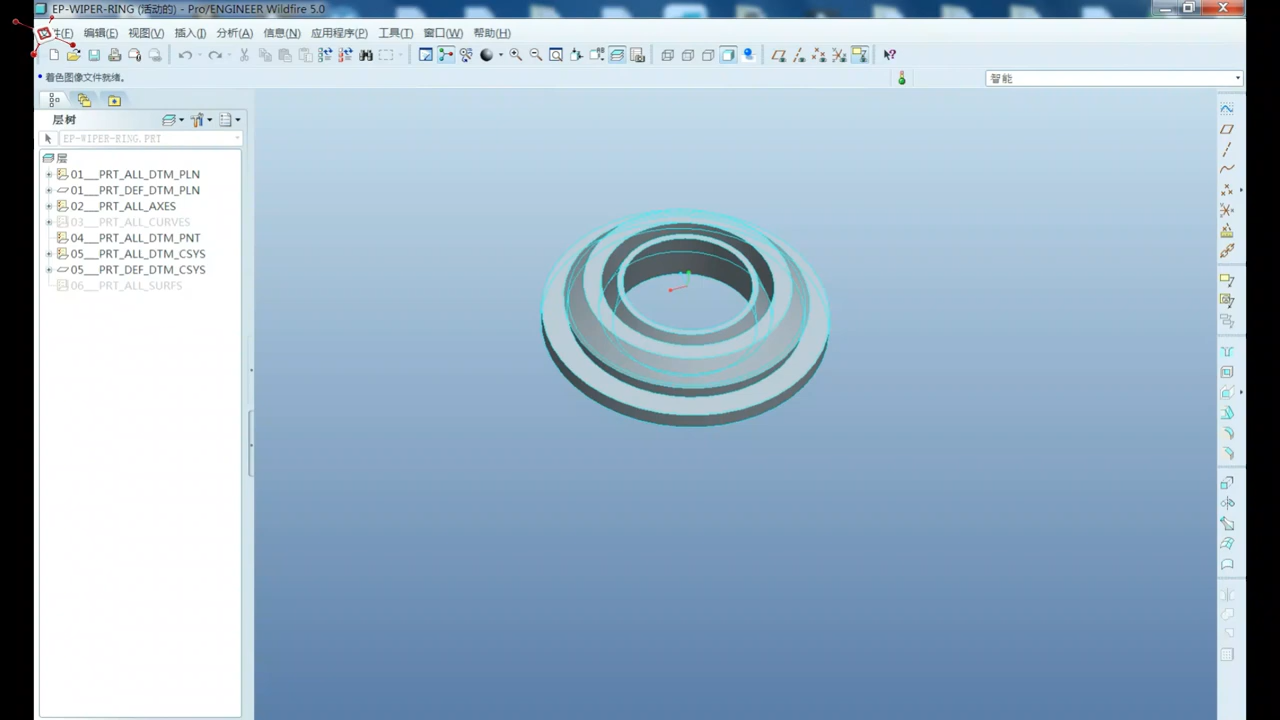 EP-WIPER-RING (活动的) - Pro/ENGINEER Wildfire 5.0
件(F) 编辑(E) 视图(V) 插入(I) 分析(A) 信息(N) 应用程序(P) 工具(T) 窗口(W) 帮助(H)
着色图像文件就绪。
智能
层树
EP-WIPER-RING.PRT
层
01___PRT_ALL_DTM_PLN
01___PRT_DEF_DTM_PLN
02___PRT_ALL_AXES
03___PRT_ALL_CURVES
04___PRT_ALL_DTM_PNT
05___PRT_ALL_DTM_CSYS
05___PRT_DEF_DTM_CSYS
06___PRT_ALL_SURFS